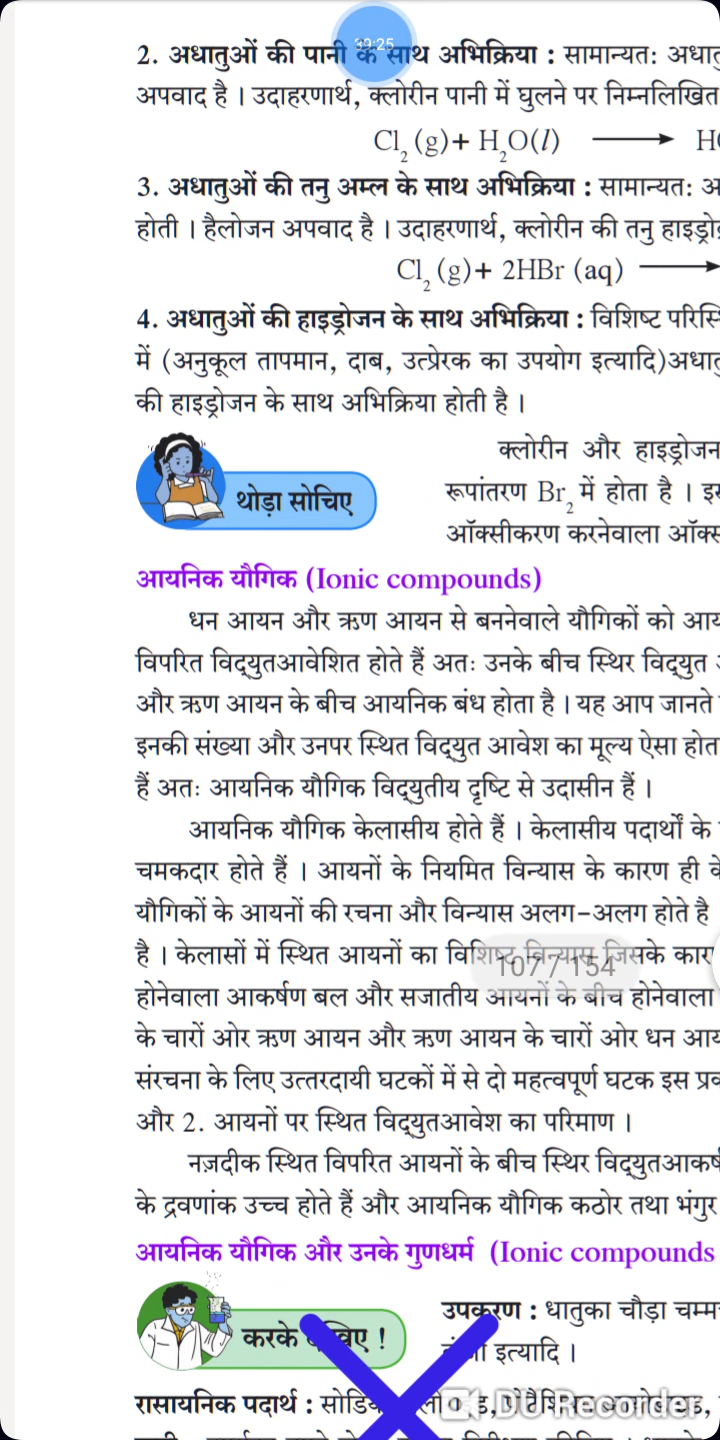 39:25
2. अधातुओं की पानी के साथ अभिक्रिया : सामान्यत: अधातु
अपवाद है । उदाहरणार्थ, क्लोरीन पानी में घुलने पर निम्नलिखित
Cl₂ (g)+ H₂O(l) ⟶ H
3. अधातुओं की तनु अम्ल के साथ अभिक्रिया : सामान्यत: अ
होती । हैलोजन अपवाद है । उदाहरणार्थ, क्लोरीन की तनु हाइड्रो
Cl₂ (g)+ 2HBr (aq) ⟶
4. अधातुओं की हाइड्रोजन के साथ अभिक्रिया : विशिष्ट
में (अनुकूल तापमान, दाब, उत्प्रेरक का उपयोग इत्यादि)अधातु
की हाइड्रोजन के साथ अभिक्रिया होती है ।
थोड़ा सोचिए
क्लोरीन और हाइड्रोजन
रूपांतरण Br₂ में होता है ।
ऑक्सीकरण करनेवाला
आयनिक यौगिक (Ionic compounds)
धन आयन और ऋण आयन से बननेवाले यौगिकों को
विपरित विद्युतआवेशित होते हैं अतः उनके बीच स्थिर विद्युत
और ऋण आयन के बीच आयनिक बंध होता है । यह आप जानते
इनकी संख्या और उनपर स्थित विद्युत आवेश का मूल्य ऐसा होता
हैं अतः आयनिक यौगिक विद्युतीय दृष्टि से उदासीन हैं ।
आयनिक यौगिक केलासीय होते हैं । केलासीय पदार्थों के
चमकदार होते हैं । आयनों के नियमित विन्यास के कारण ही
यौगिकों के आयनों की रचना और विन्यास अलग-अलग होते है
है । केलासों में स्थित आयनों का विशिष्ट विन्यास जिसके कार
107 / 154
होनेवाला आकर्षण बल और सजातीय आयनों के बीच होनेवाला
के चारों ओर ऋण आयन और ऋण आयन के चारों ओर धन
संरचना के लिए उत्तरदायी घटकों में से दो महत्वपूर्ण घटक इस
और 2. आयनों पर स्थित विद्युतआवेश का परिमाण ।
नज़दीक स्थित विपरित आयनों के बीच स्थिर
के द्रवणांक उच्च होते हैं और आयनिक यौगिक कठोर तथा भंगुर
आयनिक यौगिक और उनके गुणधर्म (Ionic compounds
करके
उपकरण : धातुका चौड़ा
इत्यादि ।
रासायनिक पदार्थ :
DU Recorder